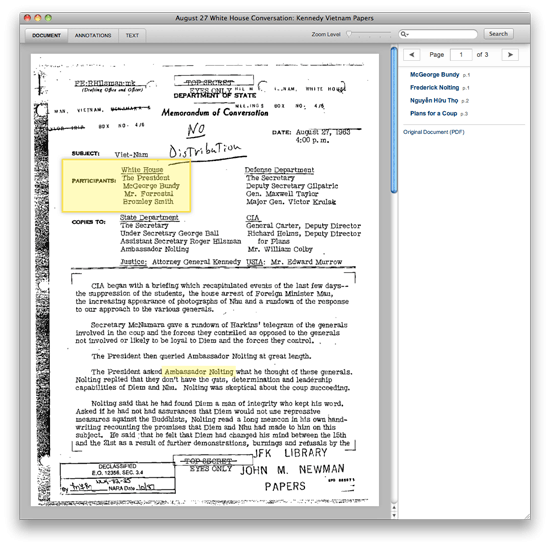 August 27 White House Conversation: Kennedy Vietnam Papers
DOCUMENT ANNOTATIONS TEXT
Zoom Level
Search
Page 1 of 3
McGeorge Bundy p.1
Frederick Nolting p.1
Nguyễn Hữu Thọ p.2
Plans for a Coup p.3
Original Document (PDF)
FE:RHilsman:mk
(Drafting Office and Officer)
TOP SECRET
EYES ONLY
DEPARTMENT OF STATE
WHITE HOUSE
MEETINGS BOX NO. 4/6
VIETNAM,
BOX NO. 4/6
Memorandum of Conversation
NO
Distribution
DATE: August 27, 1963
4:00 p.m.
SUBJECT: Viet-Nam
PARTICIPANTS:
White House
The President
McGeorge Bundy
Mr. Forrestal
Bromley Smith
Defense Department
The Secretary
Deputy Secretary Gilpatric
Gen. Maxwell Taylor
Major Gen. Victor Krulak
COPIES TO:
State Department
The Secretary
Under Secretary George Ball
Assistant Secretary Roger Hilsman
Ambassador Nolting
CIA
General Carter, Deputy Director
Richard Helms, Deputy Director
for Plans
Mr. William Colby
Justice: Attorney General Kennedy USIA: Mr. Edward Murrow
CIA began with a briefing which recapitulated events of the last few days--
the suppression of the students, the house arrest of Foreign Minister Mau,
the increasing appearance of photographs of Nhu and a rundown of the response
to our approach to the various generals.
Secretary McNamara gave a rundown of Harkins' telegram of the generals
involved in the coup and the forces they controlled as opposed to the generals
not involved or likely to be loyal to Diem and the forces they control.
The President then queried Ambassador Nolting at great length.
The President asked Ambassador Nolting what he thought of these generals.
Nolting replied that they don't have the guts, determination and leadership
capabilities of Diem and Nhu. Nolting was skeptical about the coup succeeding.
Nolting said that he had found Diem a man of integrity who kept his word.
Asked if he had not had assurances that Diem would not use repressive
measures against the Buddhists, Nolting read a long memcon in his own hand-
writing recounting the promises that Diem and Nhu had made to him on this
subject. He said that he felt that Diem had changed his mind between the 15th
and the 21st as a result of further demonstrations, burnings and refusals by the
DECLASSIFIED
E.O. 12356, SEC. 3.4
NARA Date
TOP SECRET
EYES ONLY
JFK LIBRARY
JOHN M. NEWMAN
PAPERS